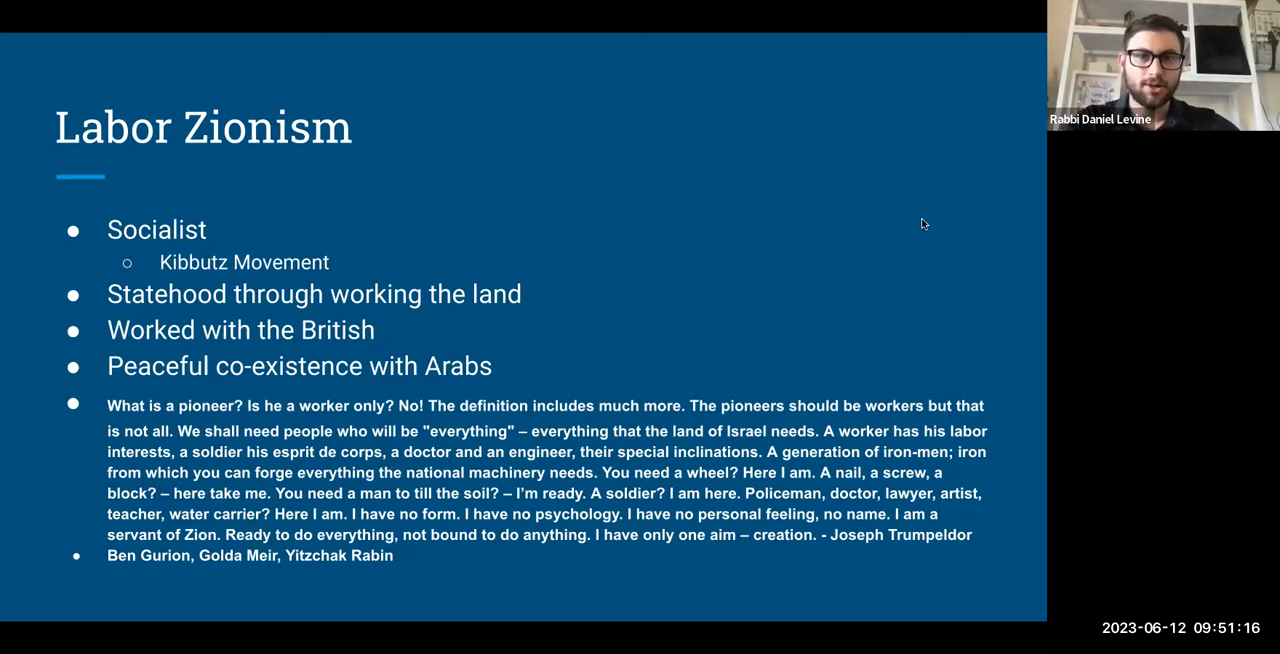 Labor Zionism
● Socialist
○ Kibbutz Movement
● Statehood through working the land
● Worked with the British
● Peaceful co-existence with Arabs
● What is a pioneer? Is he a worker only? No! The definition includes much more. The pioneers should be workers but that
is not all. We shall need people who will be "everything" – everything that the land of Israel needs. A worker has his labor
interests, a soldier his esprit de corps, a doctor and an engineer, their special inclinations. A generation of iron-men; iron
from which you can forge everything the national machinery needs. You need a wheel? Here I am. A nail, a screw, a
block? – here take me. You need a man to till the soil? – I’m ready. A soldier? I am here. Policeman, doctor, lawyer, artist,
teacher, water carrier? Here I am. I have no form. I have no psychology. I have no personal feeling, no name. I am a
servant of Zion. Ready to do everything, not bound to do anything. I have only one aim – creation. - Joseph Trumpeldor
● Ben Gurion, Golda Meir, Yitzchak Rabin
Rabbi Daniel Levine
2023-06-12 09:51:16